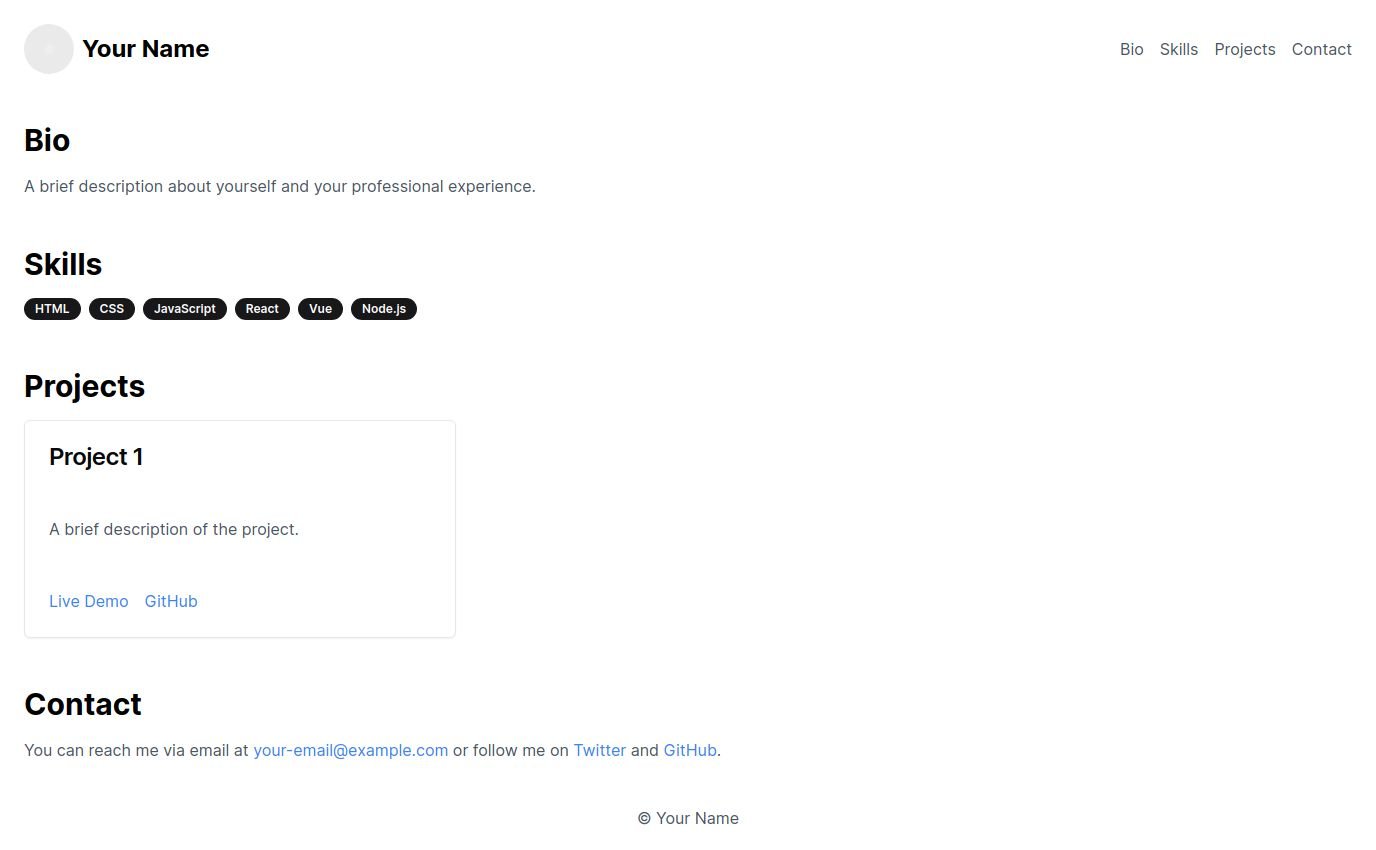 Your Name
Bio Skills Projects Contact
Bio
A brief description about yourself and your professional experience.
Skills
HTML CSS JavaScript React Vue Node.js
Projects
Project 1
A brief description of the project.
Live Demo GitHub
Contact
You can reach me via email at your-email@example.com or follow me on Twitter and GitHub.
© Your Name